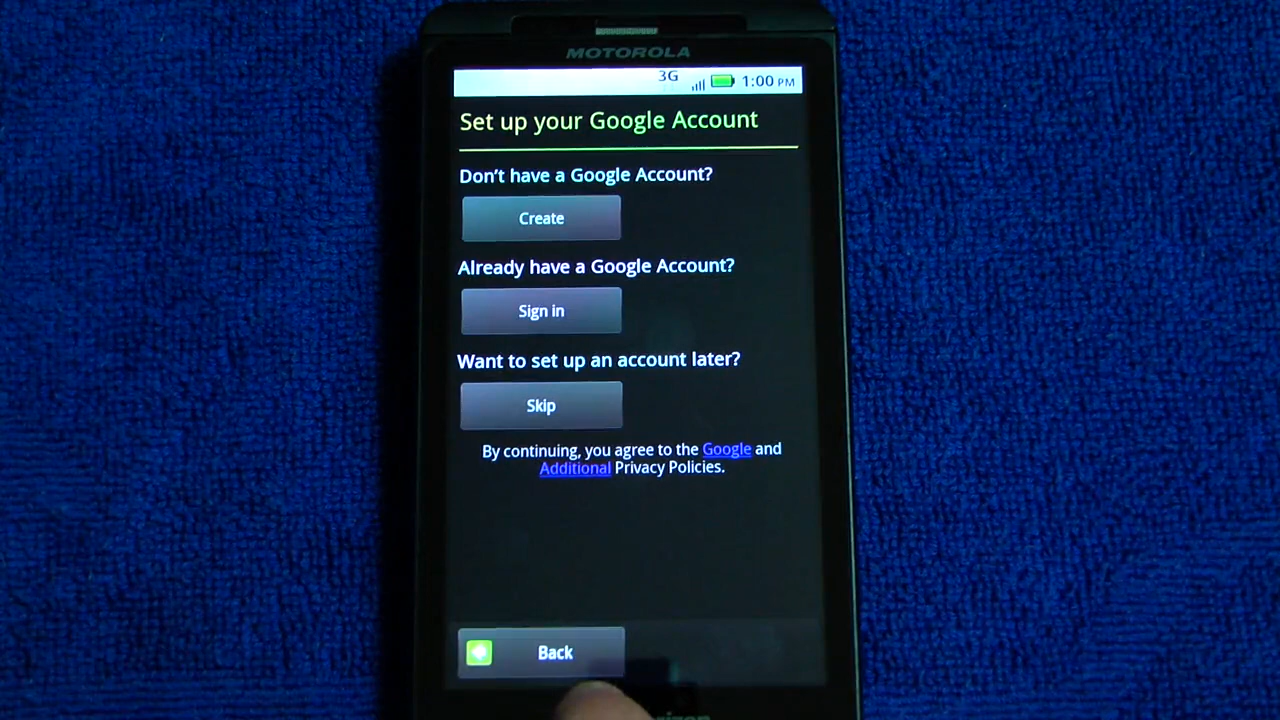 MOTOROLA
3G 1:00 PM
Set up your Google Account
Don't have a Google Account?
Create
Already have a Google Account?
Sign in
Want to set up an account later?
Skip
By continuing, you agree to the Google and
Additional Privacy Policies.
Back